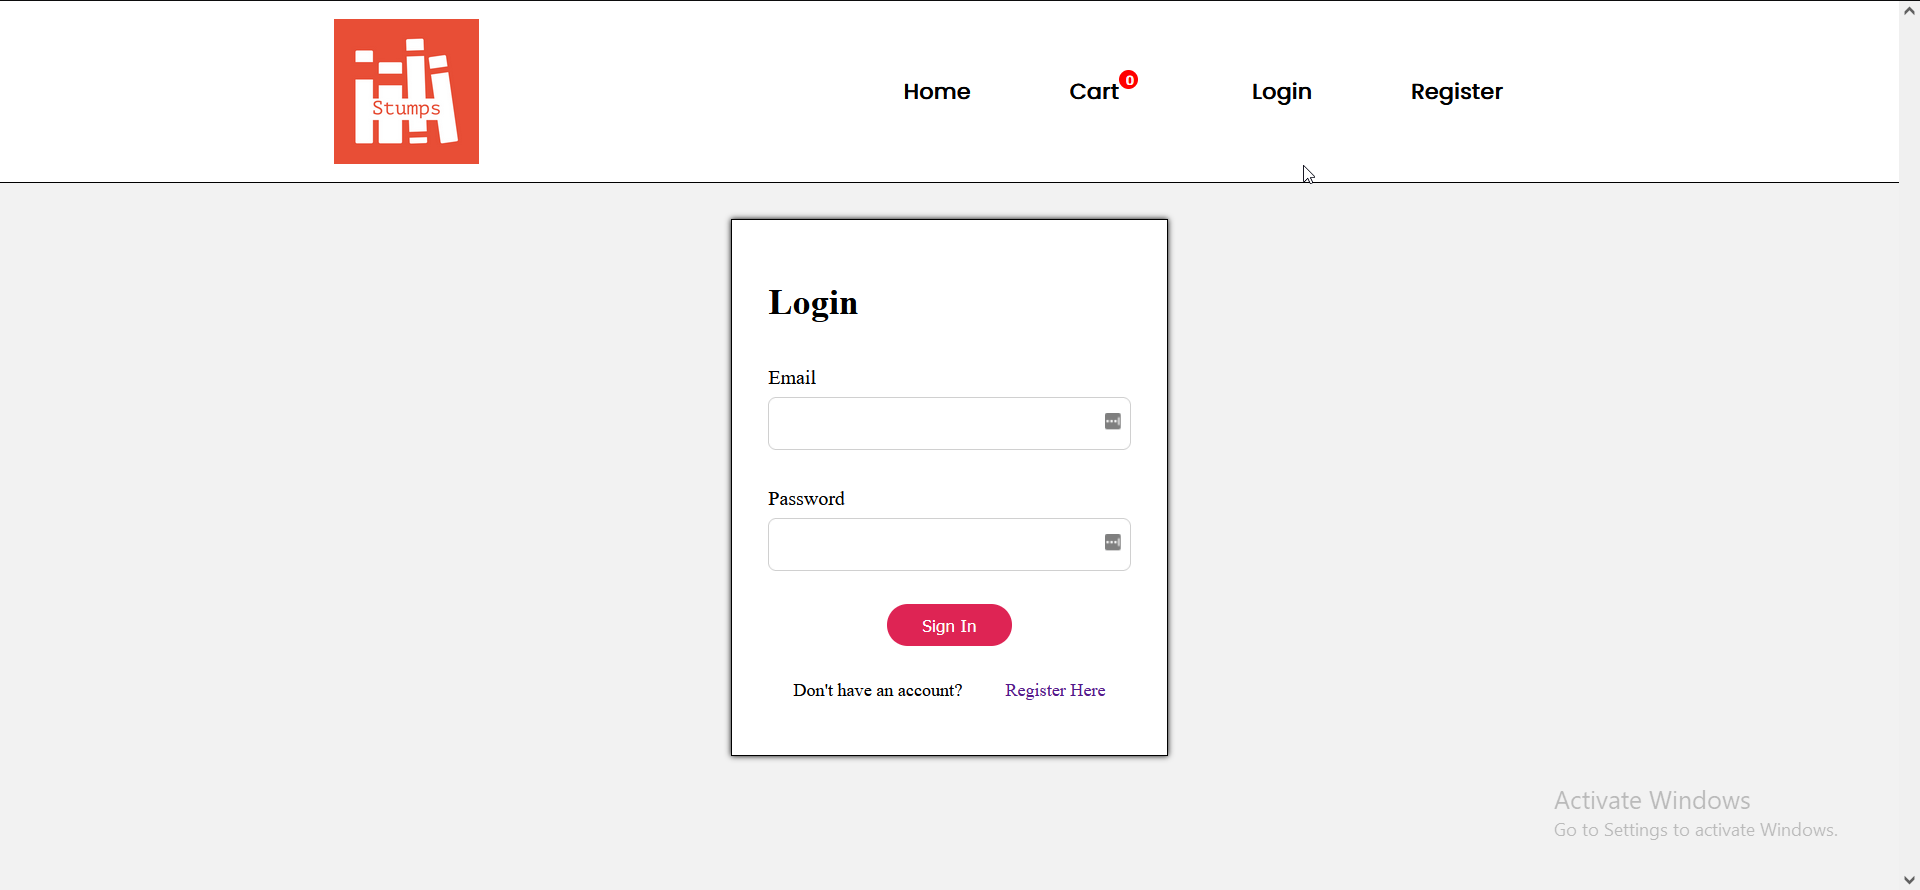 Stumps
Home
Cart
0
Login
Register
Login
Email
Password
Sign In
Don't have an account? Register Here
Activate Windows
Go to Settings to activate Windows.